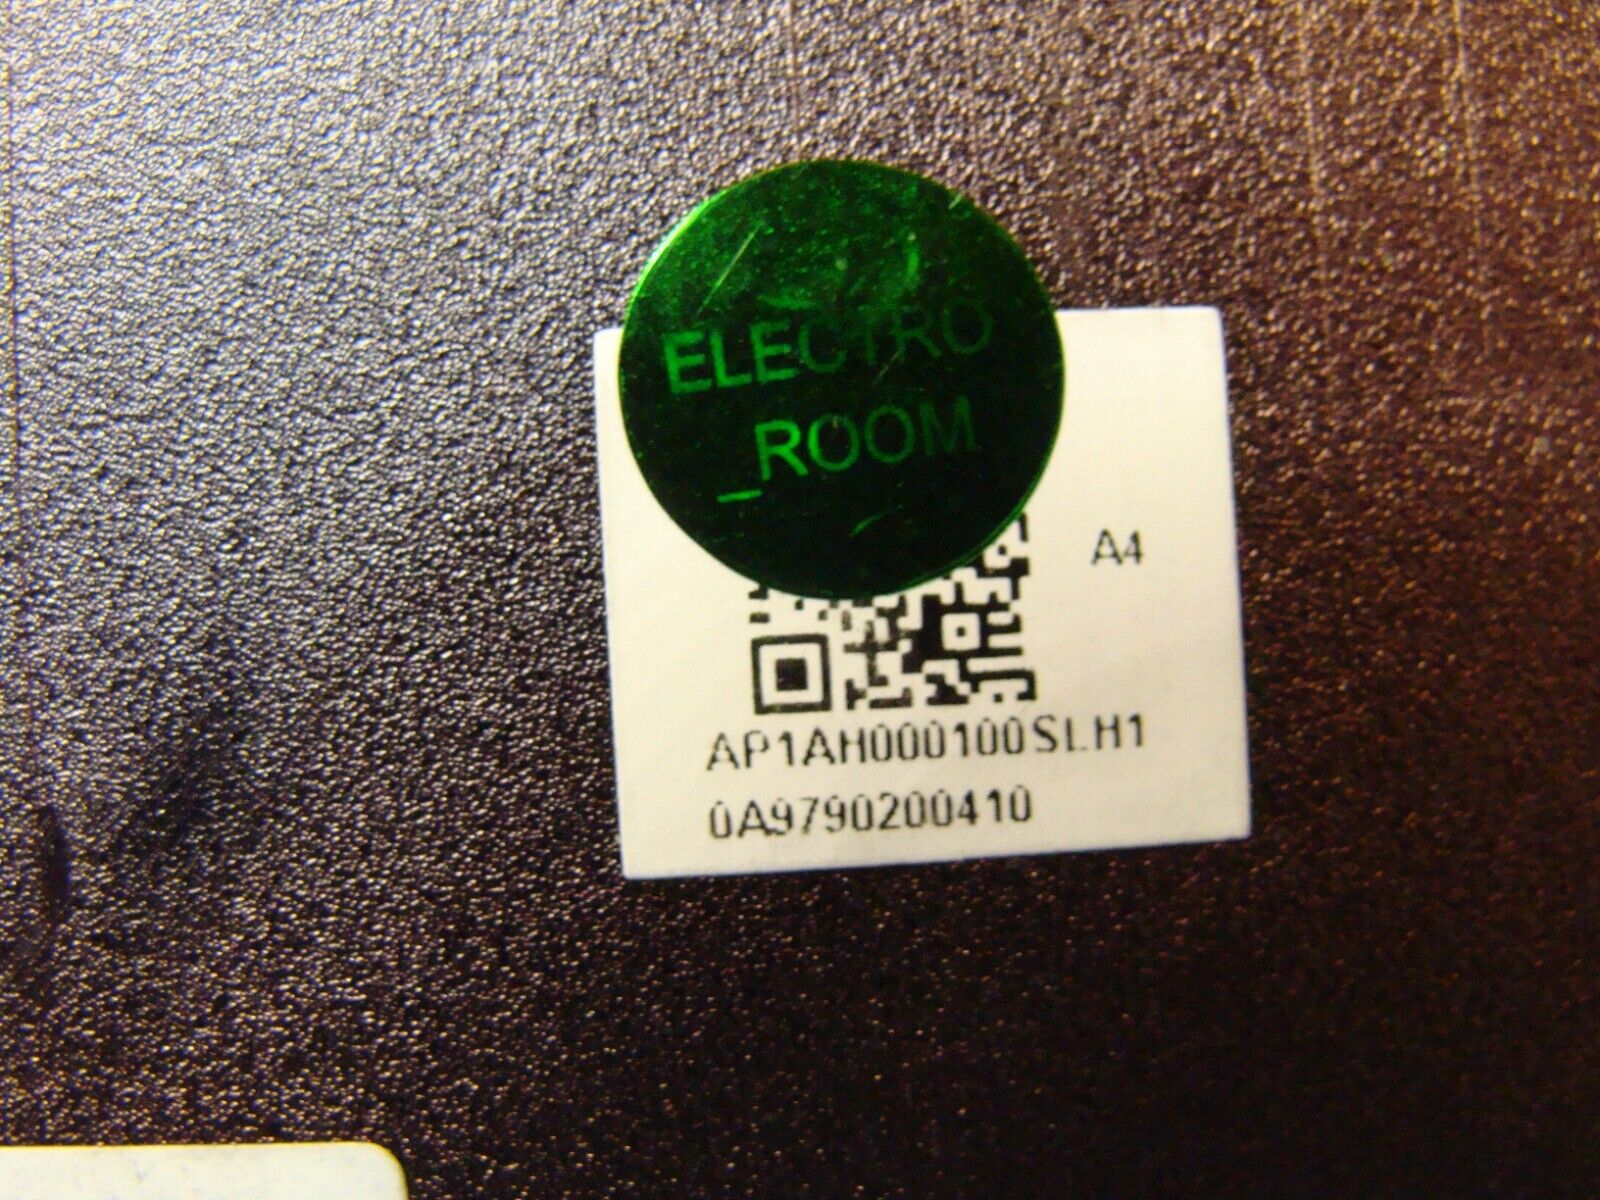 ELECTRO
_ROOM
A4
AP1AH000100SLH1
0A9790200410